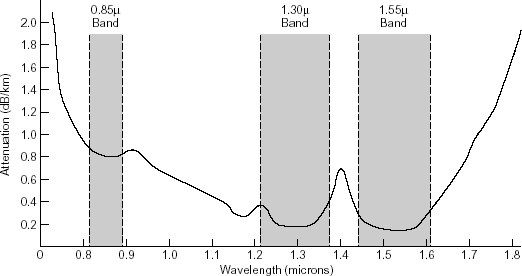 0.85μ
Band
1.30μ
Band
1.55μ
Band
Attenuation (dB/km)
2.0
1.8
1.6
1.4
1.2
1.0
0.8
0.6
0.4
0.2
0 0.8 0.9 1.0 1.1 1.2 1.3 1.4 1.5 1.6 1.7 1.8
Wavelength (microns)